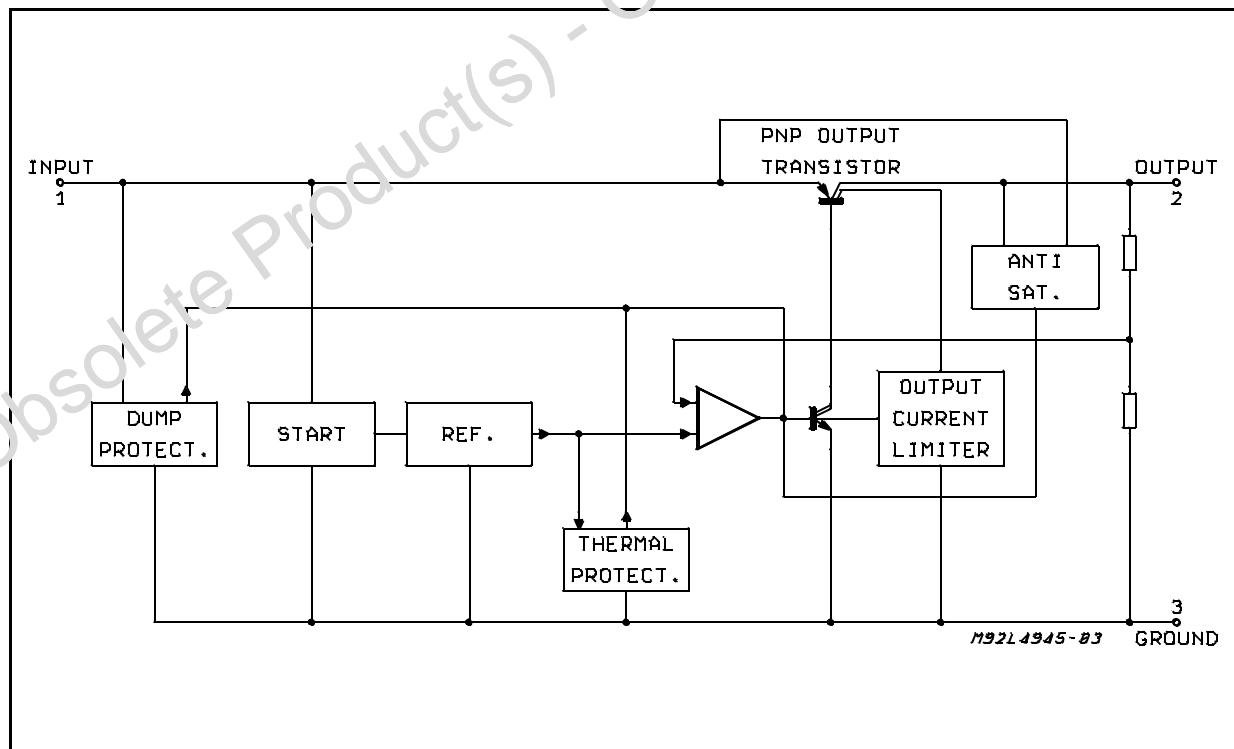 Obsolete Product(s) - O
PNP OUTPUT
TRANSISTOR
INPUT
1
OUTPUT
2
ANTI
SAT.
DUMP
PROTECT.
START
REF.
OUTPUT
CURRENT
LIMITER
THERMAL
PROTECT.
3
GROUND
M92L4945-03